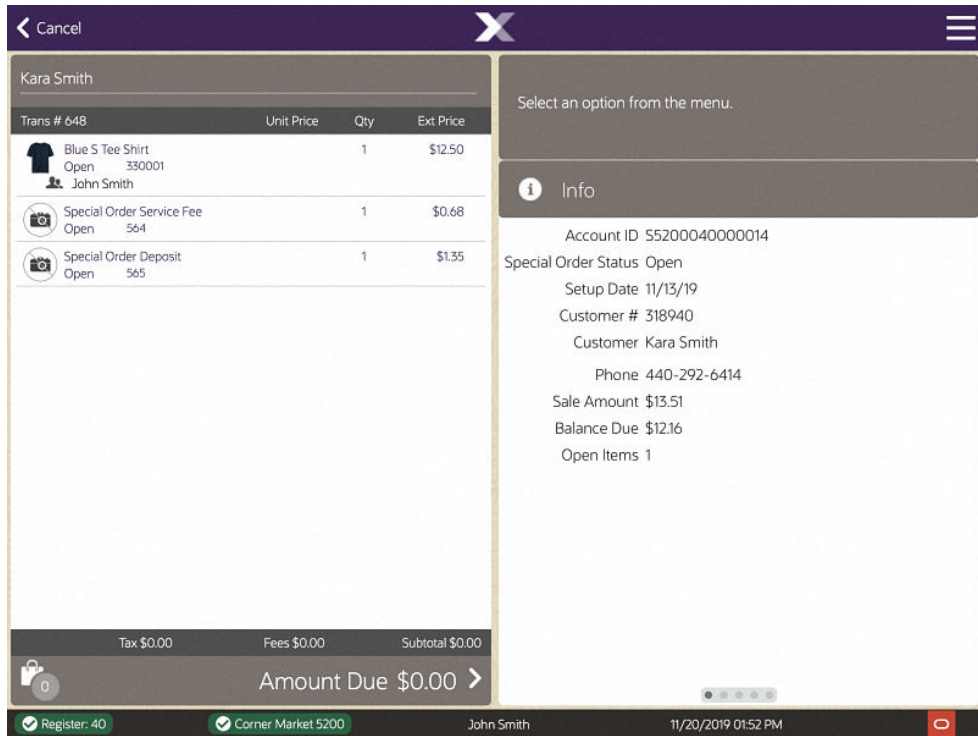 Cancel
Kara Smith
Trans # 648 Unit Price Qty Ext Price
Blue S Tee Shirt 1 $12.50
Open 330001
John Smith
Special Order Service Fee 1 $0.68
Open 564
Special Order Deposit 1 $1.35
Open 565
Tax $0.00 Fees $0.00 Subtotal $0.00
0 Amount Due $0.00
Select an option from the menu.
Info
Account ID S5200040000014
Special Order Status Open
Setup Date 11/13/19
Customer # 318940
Customer Kara Smith
Phone 440-292-6414
Sale Amount $13.51
Balance Due $12.16
Open Items 1
Register: 40 Corner Market 5200 John Smith 11/20/2019 01:52 PM